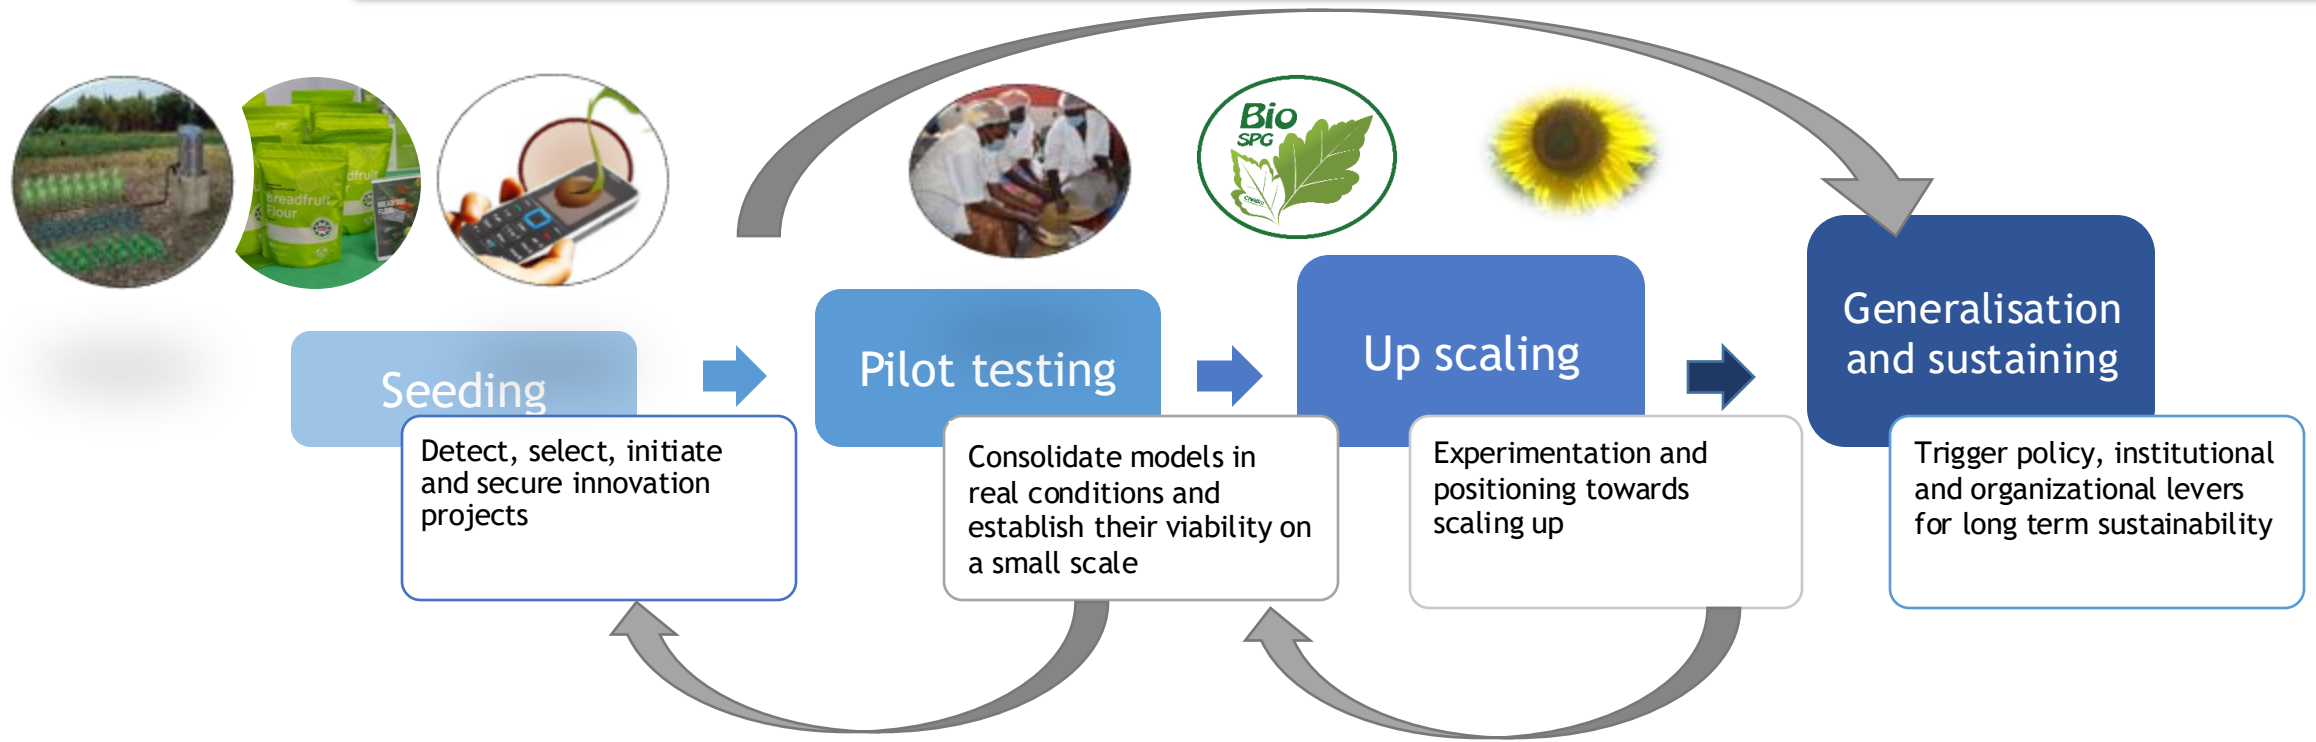 Breadfruit
Flour
Bio
SPG
Seeding
Pilot testing
Up scaling
Generalisation
and sustaining
Detect, select, initiate
and secure innovation
projects
Consolidate models in
real conditions and
establish their viability on
a small scale
Experimentation and
positioning towards
scaling up
Trigger policy, institutional
and organizational levers
for long term sustainability